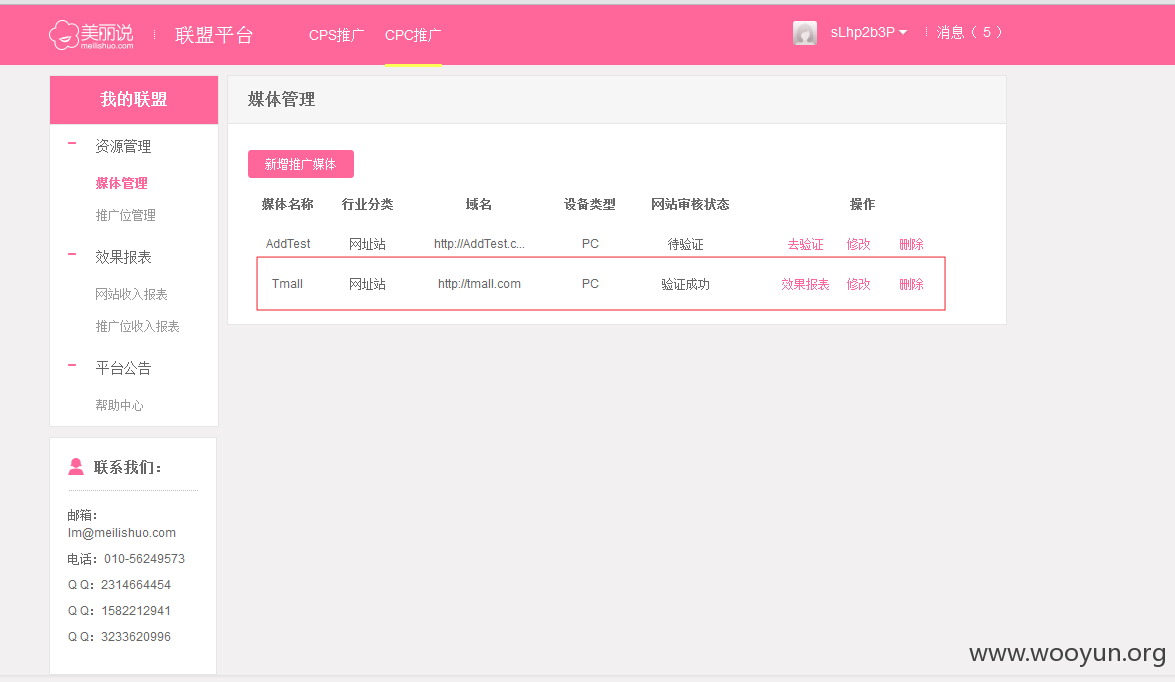 美丽说
meilishuo.com
联盟平台
CPS推广
CPC推广
sLhp2b3P
消息（ 5 ）
我的联盟
资源管理
媒体管理
推广位管理
效果报表
网站收入报表
推广位收入报表
平台公告
帮助中心
联系我们：
邮箱：
lm@meilishuo.com
电话：010-56249573
Q Q：2314664454
Q Q：1582212941
Q Q：3233620996
媒体管理
新增推广媒体
媒体名称 行业分类 域名 设备类型 网站审核状态 操作
AddTest 网址站 http://AddTest.c... PC 待验证 去验证 修改 删除
Tmall 网址站 http://tmall.com PC 验证成功 效果报表 修改 删除
www.wooyun.org